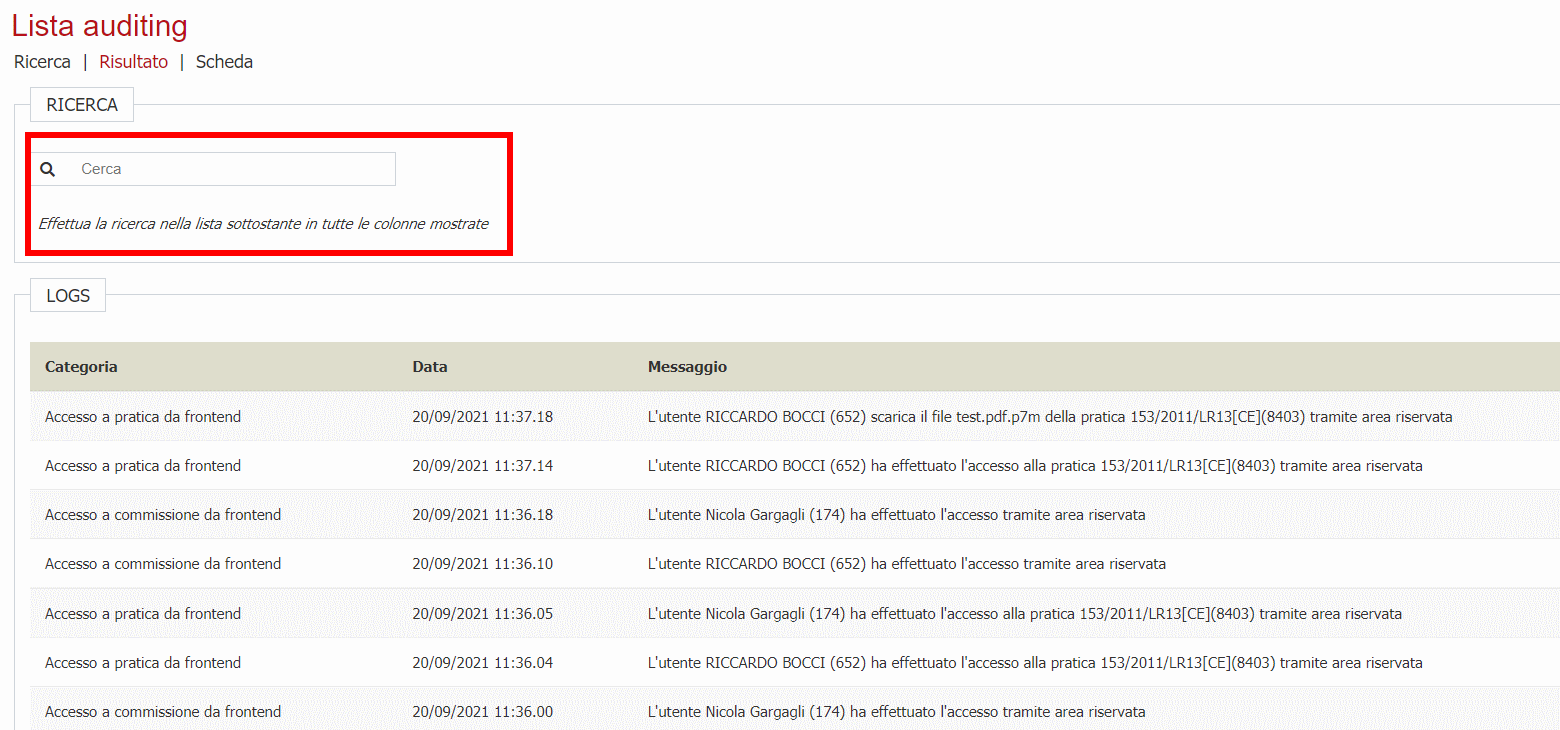 Lista auditing
Ricerca | Risultato | Scheda
RICERCA
Cerca
Effettua la ricerca nella lista sottostante in tutte le colonne mostrate
LOGS
Categoria Data Messaggio
Accesso a pratica da frontend 20/09/2021 11:37.18 L'utente RICCARDO BOCCI (652) scarica il file test.pdf.p7m della pratica 153/2011/LR13[CE](8403) tramite area riservata
Accesso a pratica da frontend 20/09/2021 11:37.14 L'utente RICCARDO BOCCI (652) ha effettuato l'accesso alla pratica 153/2011/LR13[CE](8403) tramite area riservata
Accesso a commissione da frontend 20/09/2021 11:36.18 L'utente Nicola Gargagli (174) ha effettuato l'accesso tramite area riservata
Accesso a commissione da frontend 20/09/2021 11:36.10 L'utente RICCARDO BOCCI (652) ha effettuato l'accesso tramite area riservata
Accesso a pratica da frontend 20/09/2021 11:36.05 L'utente Nicola Gargagli (174) ha effettuato l'accesso alla pratica 153/2011/LR13[CE](8403) tramite area riservata
Accesso a pratica da frontend 20/09/2021 11:36.04 L'utente RICCARDO BOCCI (652) ha effettuato l'accesso alla pratica 153/2011/LR13[CE](8403) tramite area riservata
Accesso a commissione da frontend 20/09/2021 11:36.00 L'utente Nicola Gargagli (174) ha effettuato l'accesso tramite area riservata